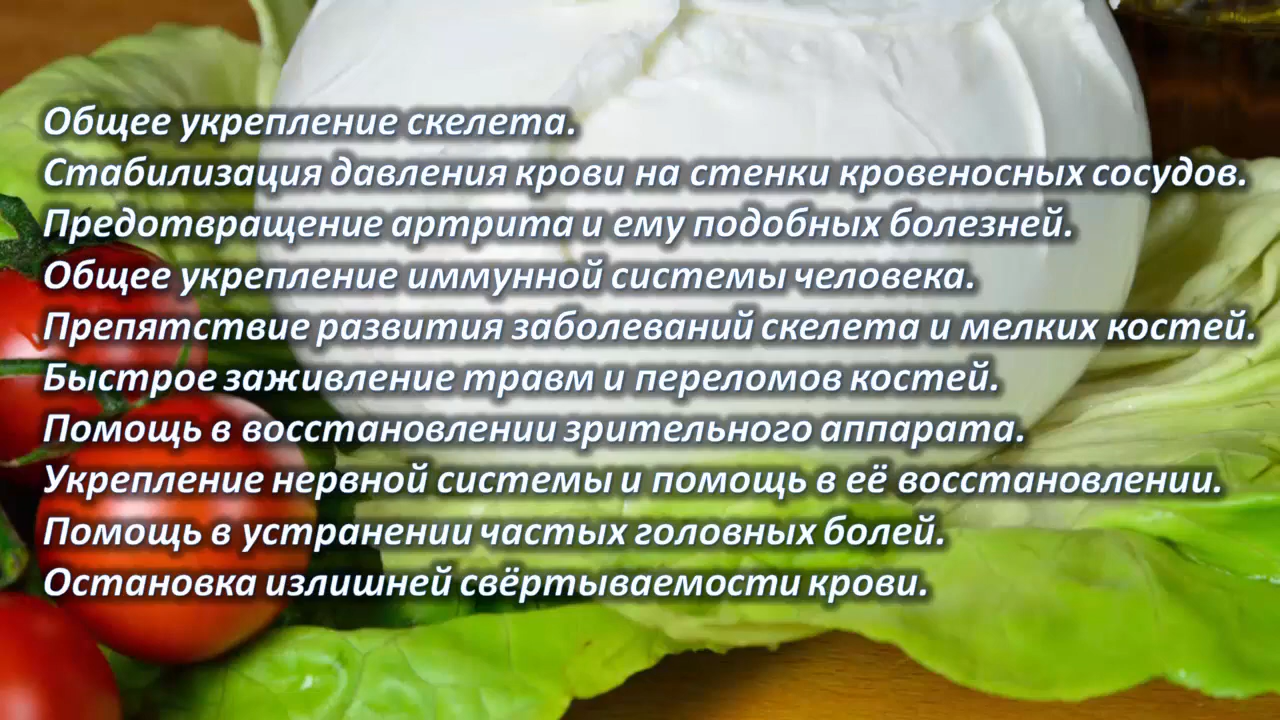 Общее укрепление скелета.
Стабилизация давления крови на стенки кровеносных сосудов.
Предотвращение артрита и ему подобных болезней.
Общее укрепление иммунной системы человека.
Препятствие развития заболеваний скелета и мелких костей.
Быстрое заживление травм и переломов костей.
Помощь в восстановлении зрительного аппарата.
Укрепление нервной системы и помощь в её восстановлении.
Помощь в устранении частых головных болей.
Остановка излишней свёртываемости крови.